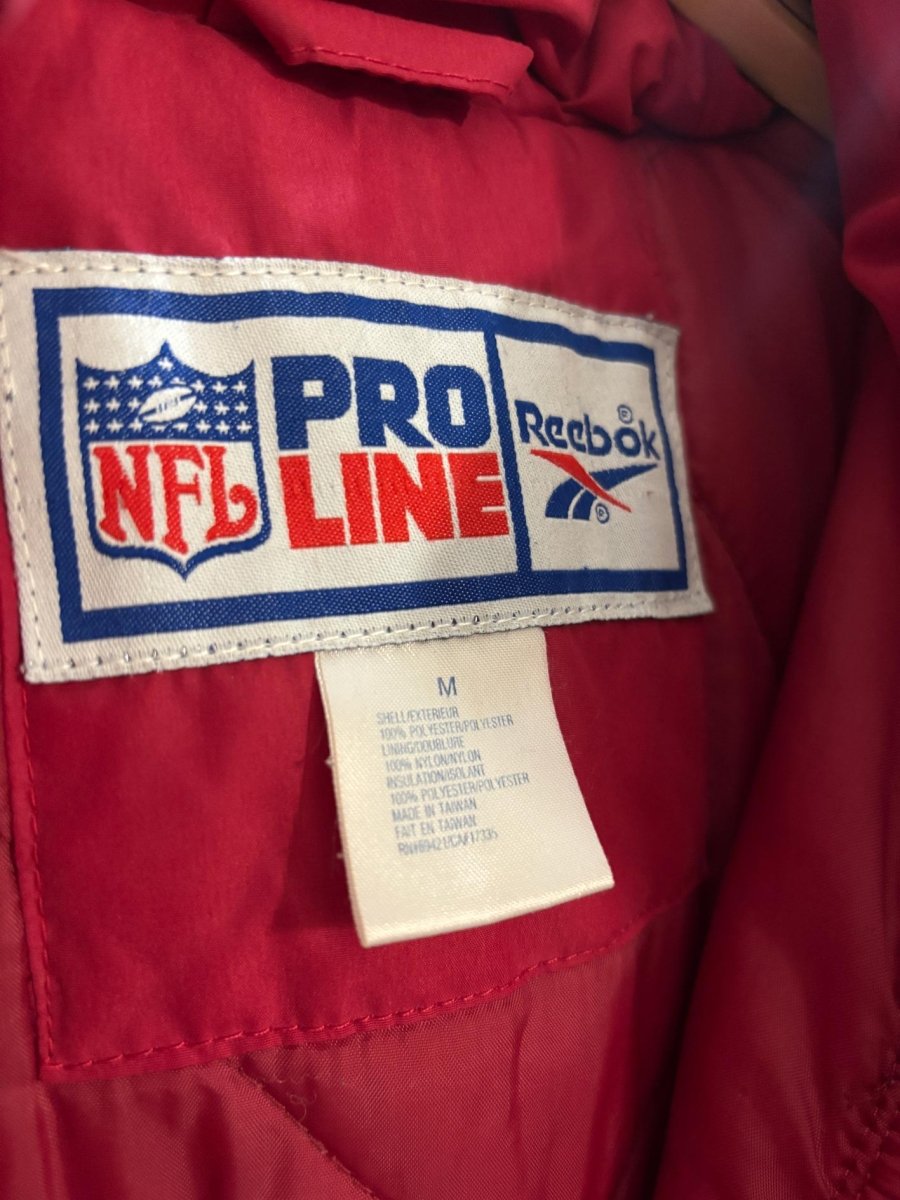 NFL
PRO
LINE
Reebok®
®
M
SHELL/EXTERIEUR
100% POLYESTER/POLYESTER
LINING/DOUBLURE
100% NYLON/NYLON
INSULATION/ISOLANT
100% POLYESTER/POLYESTER
MADE IN TAIWAN
FAIT EN TAIWAN